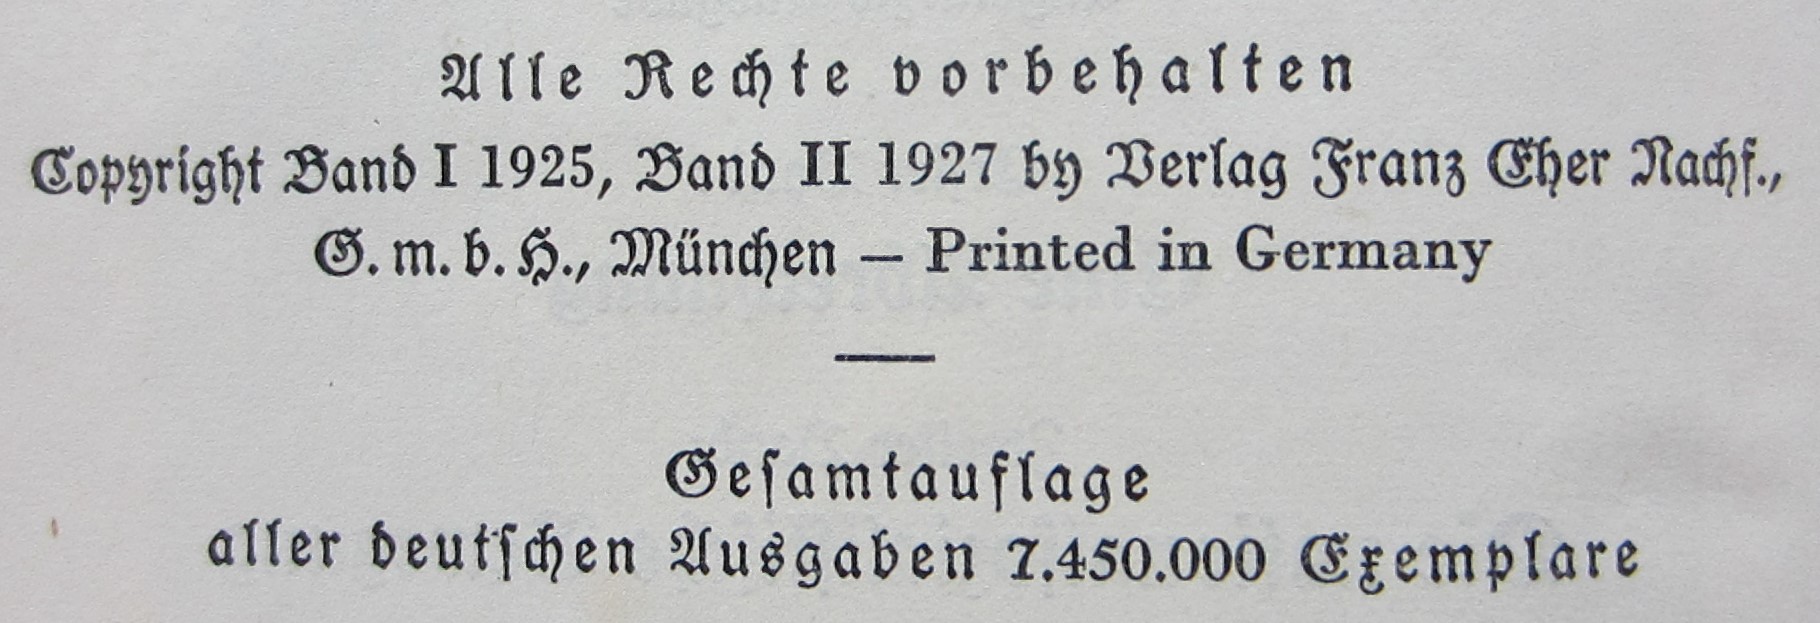 Alle Rechte vorbehalten
Copyright Band I 1925, Band II 1927 by Verlag Franz Eher Nachf.,
G. m. b. H., München — Printed in Germany
Gesamtauflage
aller deutschen Ausgaben 7.450.000 Exemplare